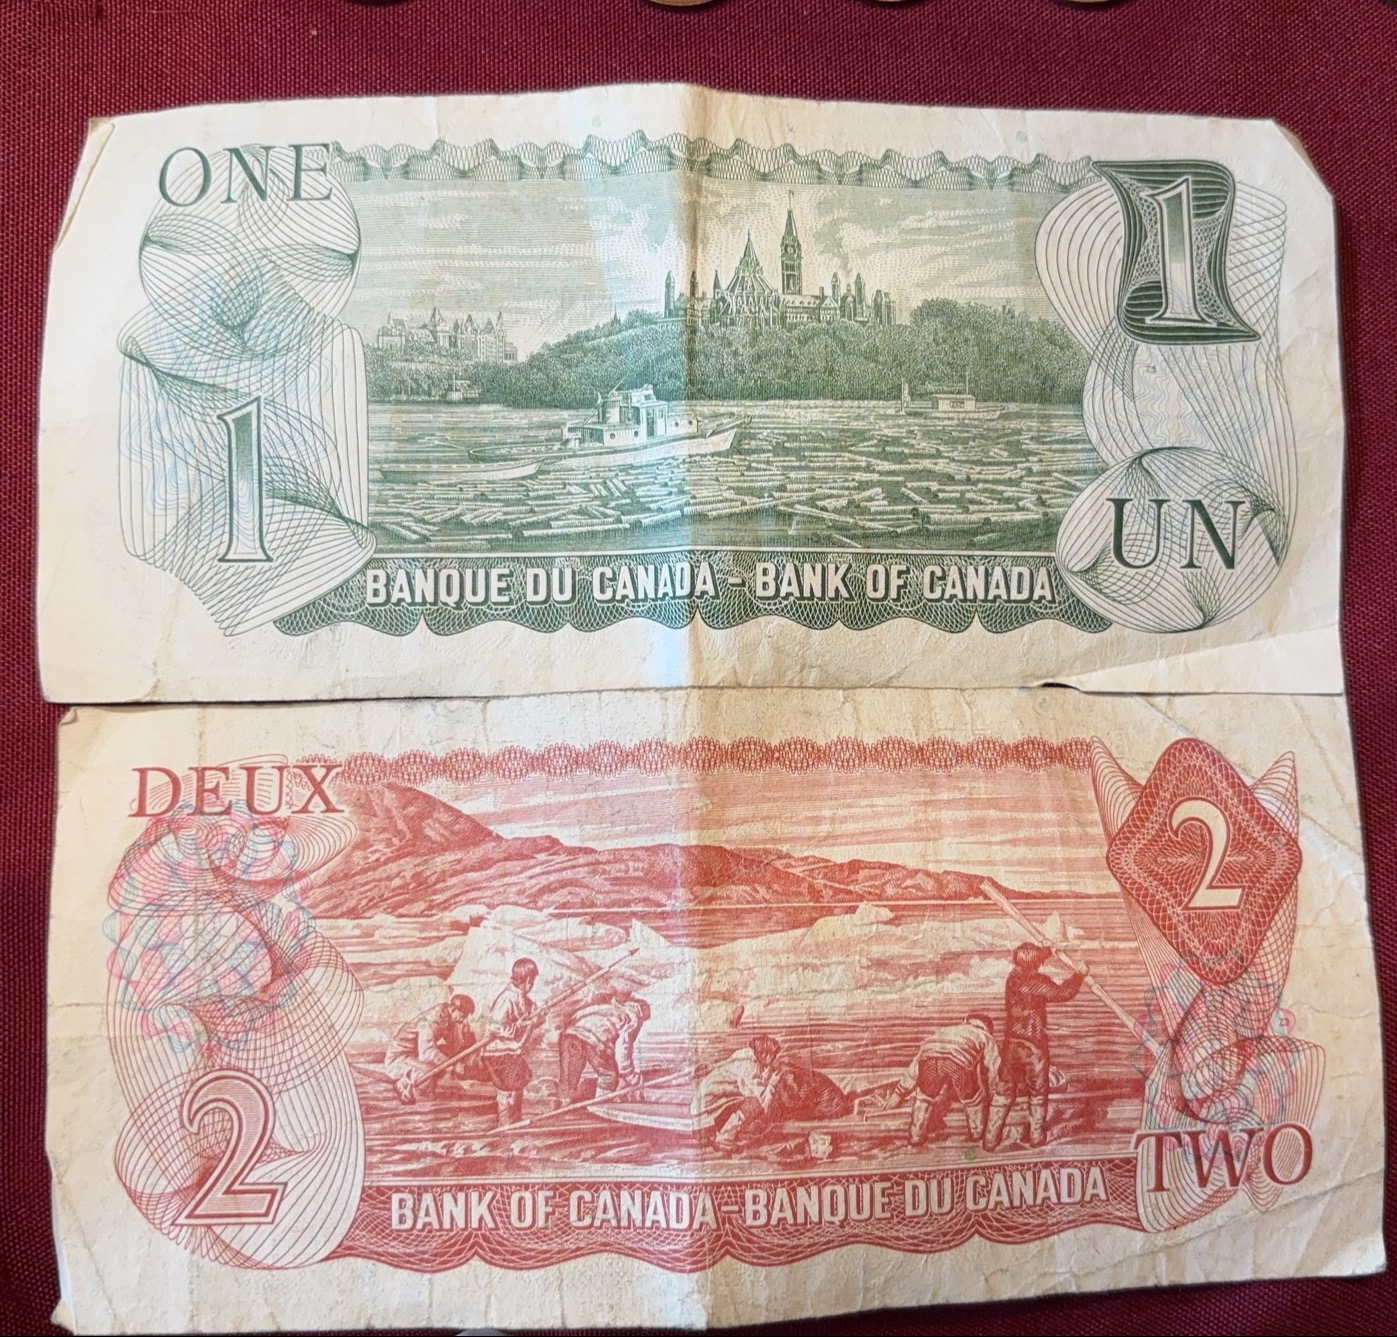 ONE
1
1
UN
BANQUE DU CANADA - BANK OF CANADA
DEUX
2
2
TWO
BANK OF CANADA - BANQUE DU CANADA